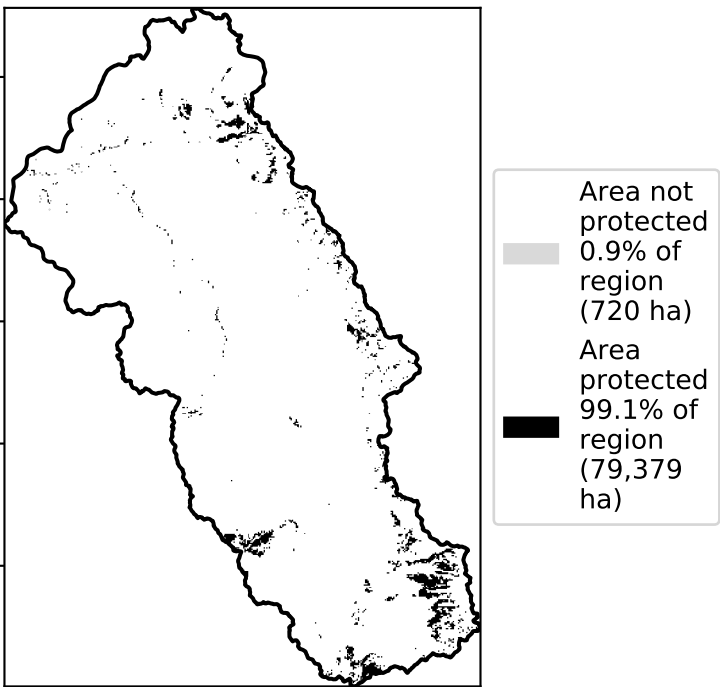 Area not
protected
0.9% of
region
(720 ha)
Area
protected
99.1% of
region
(79,379
ha)